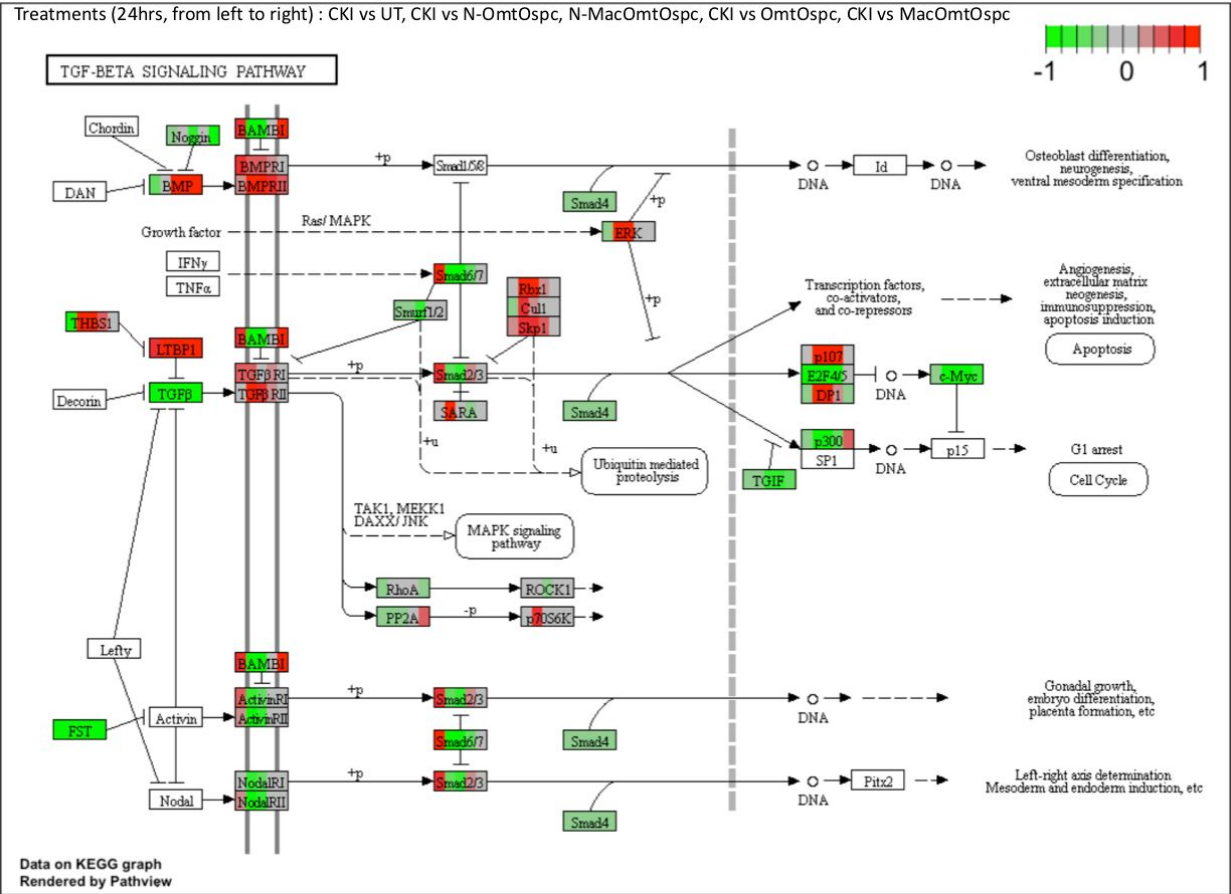 Treatments (24hrs, from left to right) : CKI vs UT, CKI vs N-OmtOspc, N-MacOmtOspc, CKI vs OmtOspc, CKI vs MacOmtOspc
-1 0 1
TGF-BETA SIGNALING PATHWAY
Chordin
Noggin
BAMBI
DAN
BMP
BMPRI
BMPRII
+p
Smad1/5/8
Smad4
DNA
Id
DNA
Osteoblast differentiation,
neurogenesis,
ventral mesoderm specification
Growth factor
Ras/ MAPK
ERK
+p
+p
IFNγ
TNFα
Smad6/7
Smurf1/2
Rbx1
Cul1
Skp1
Transcription factors,
co-activators,
and co-repressors
Angiogenesis,
extracellular matrix
neogenesis,
immunosuppression,
apoptosis induction
Apoptosis
THBS1
LTBP1
BAMBI
Decorin
TGFβ
TGFβ RI
TGFβ RII
+p
Smad2/3
SARA
Smad4
+u
+u
Ubiquitin mediated
proteolysis
p107
E2F4/5
DP1
DNA
c-Myc
p300
SP1
DNA
p15
TGIF
G1 arrest
Cell Cycle
TAK1, MEKK1
DAXX/ JNK
MAPK signaling
pathway
RhoA
ROCK1
PP2A
-p
p70S6K
Lefty
BAMBI
FST
Activin
ActivinRI
ActivinRII
+p
Smad2/3
Smad4
DNA
Gonadal growth,
embryo differentiation,
placenta formation, etc
Smad6/7
Nodal
NodalRI
NodalRII
+p
Smad2/3
Smad4
DNA
Pitx2
Left-right axis determination
Mesoderm and endoderm induction, etc
Data on KEGG graph
Rendered by Pathview